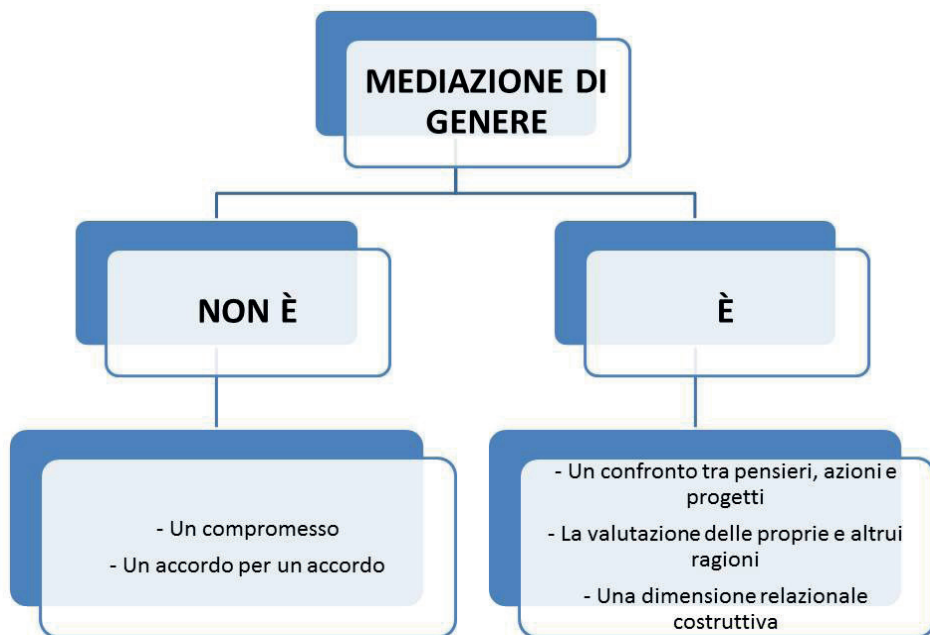 MEDIAZIONE DI
GENERE
NON È
È
- Un compromesso
- Un accordo per un accordo
- Un confronto tra pensieri, azioni e
progetti
- La valutazione delle proprie e altrui
ragioni
- Una dimensione relazionale
costruttiva